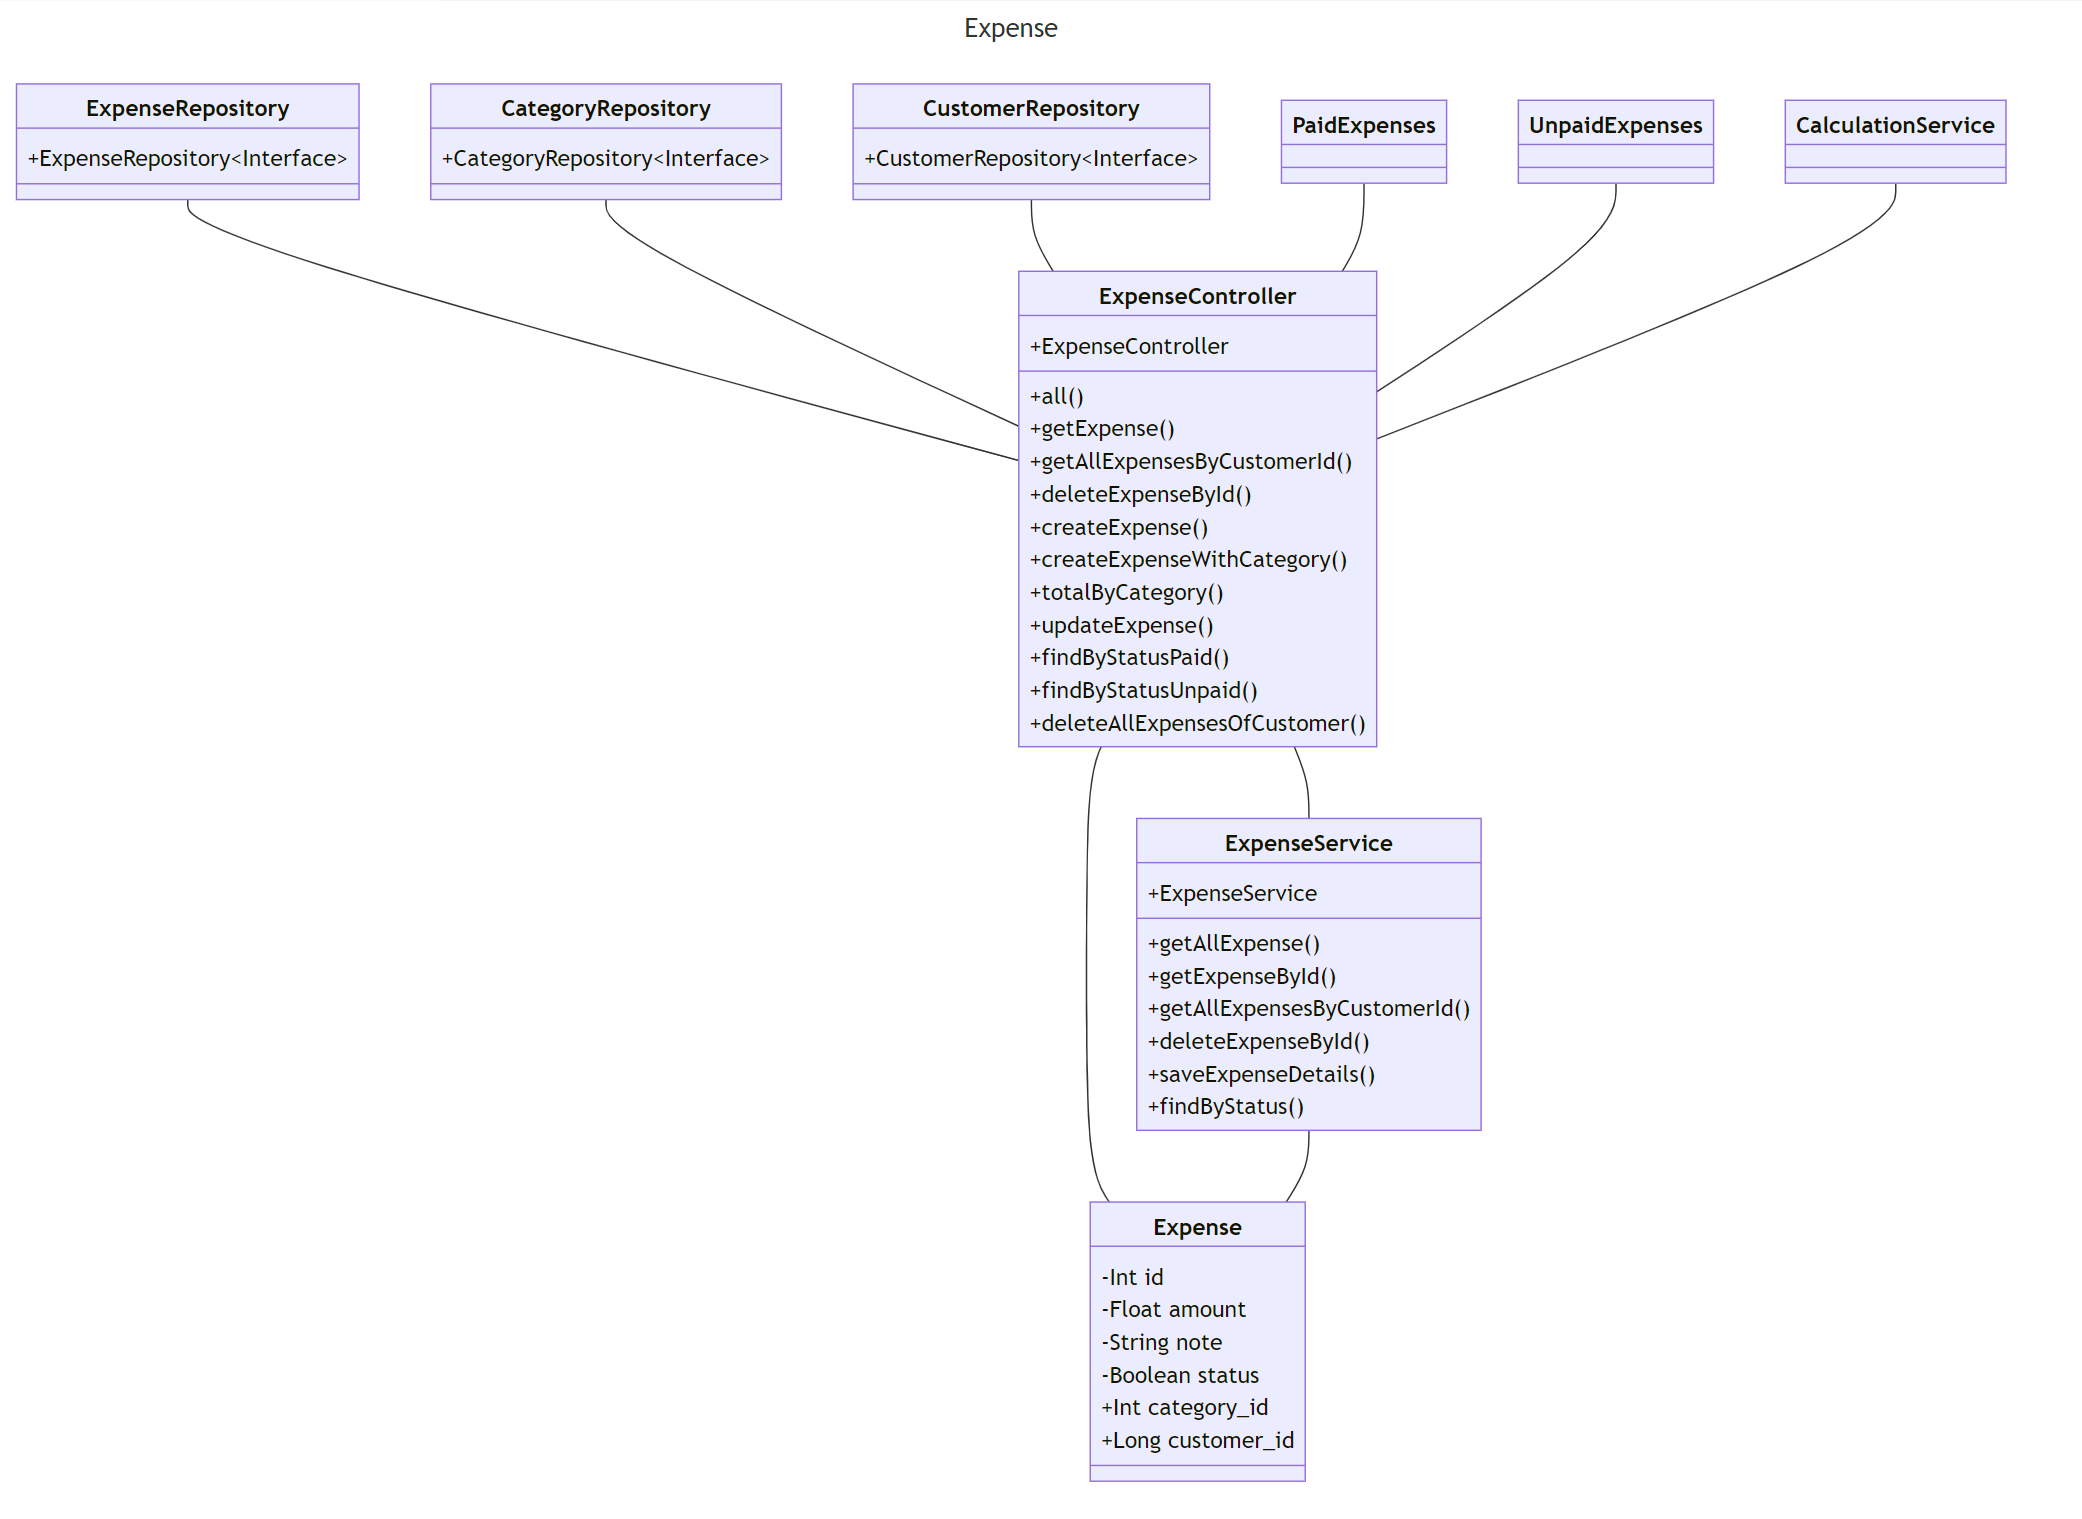 Expense
ExpenseRepository
+ExpenseRepository<Interface>
CategoryRepository
+CategoryRepository<Interface>
CustomerRepository
+CustomerRepository<Interface>
PaidExpenses
UnpaidExpenses
CalculationService
ExpenseController
+ExpenseController
+all()
+getExpense()
+getAllExpensesByCustomerId()
+deleteExpenseById()
+createExpense()
+createExpenseWithCategory()
+totalByCategory()
+updateExpense()
+findByStatusPaid()
+findByStatusUnpaid()
+deleteAllExpensesOfCustomer()
ExpenseService
+ExpenseService
+getAllExpense()
+getExpenseById()
+getAllExpensesByCustomerId()
+deleteExpenseById()
+saveExpenseDetails()
+findByStatus()
Expense
-Int id
-Float amount
-String note
-Boolean status
+Int category_id
+Long customer_id